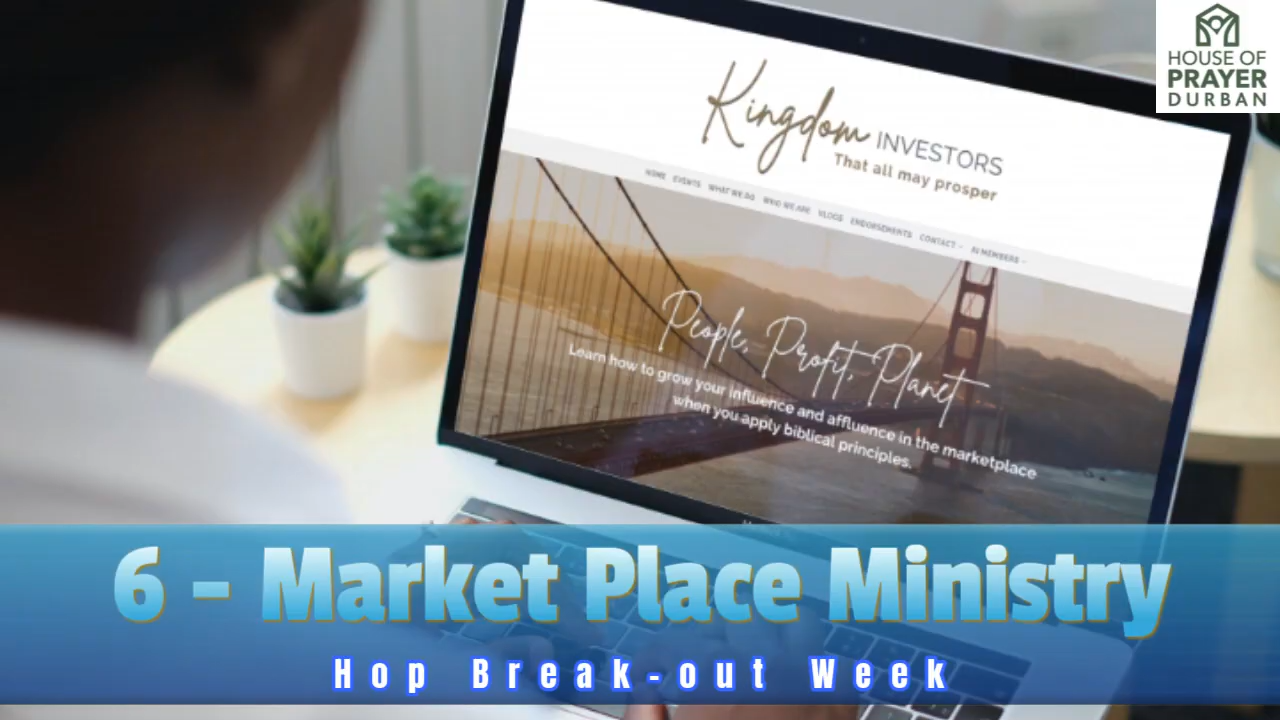 HOUSE OF
PRAYER
DURBAN
Kingdom INVESTORS
That all may prosper
HOME EVENTS WHAT WE DO WHO WE ARE VLOGS ENDORSEMENTS CONTACT KI MEMBERS
People, Profit, Planet
Learn how to grow your influence and affluence in the marketplace
when you apply biblical principles.
6 - Market Place Ministry
Hop Break-out Week